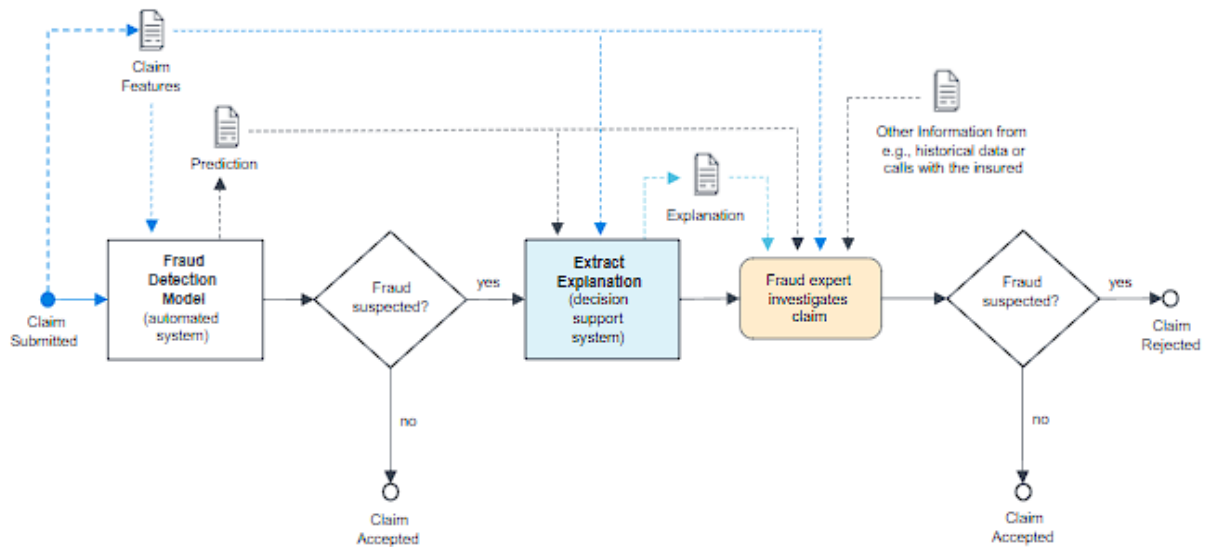 Claim
Features
Prediction
Other Information from
e.g., historical data or
calls with the insured
Explanation
Claim
Submitted
Fraud
Detection
Model
(automated
system)
Fraud
suspected?
yes
no
Claim
Accepted
Extract
Explanation
(decision
support
system)
Fraud expert
investigates
claim
Fraud
suspected?
yes
Claim
Rejected
no
Claim
Accepted